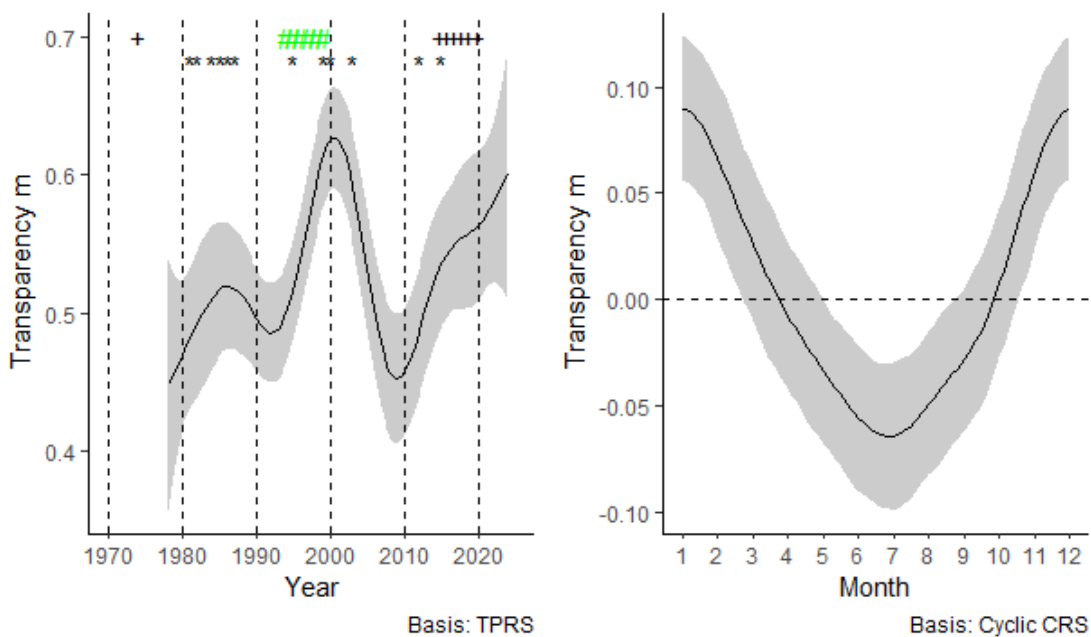 Transparency m
0.7
0.6
0.5
0.4
1970 1980 1990 2000 2010 2020
Year
Basis: TPRS
Transparency m
0.10
0.05
0.00
-0.05
-0.10
1 2 3 4 5 6 7 8 9 10 11 12
Month
Basis: Cyclic CRS